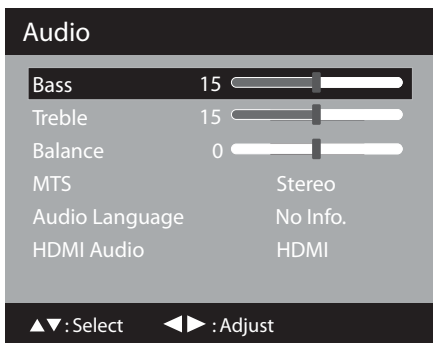 Audio
Bass 15
Treble 15
Balance 0
MTS Stereo
Audio Language No Info.
HDMI Audio HDMI
▲▼: Select ◀▶ : Adjust